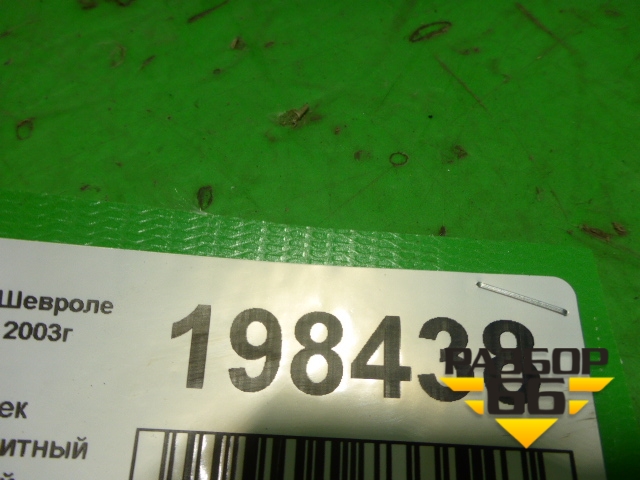 Шевроле
2003г
198438
РАЗБОР
66
ек
итный